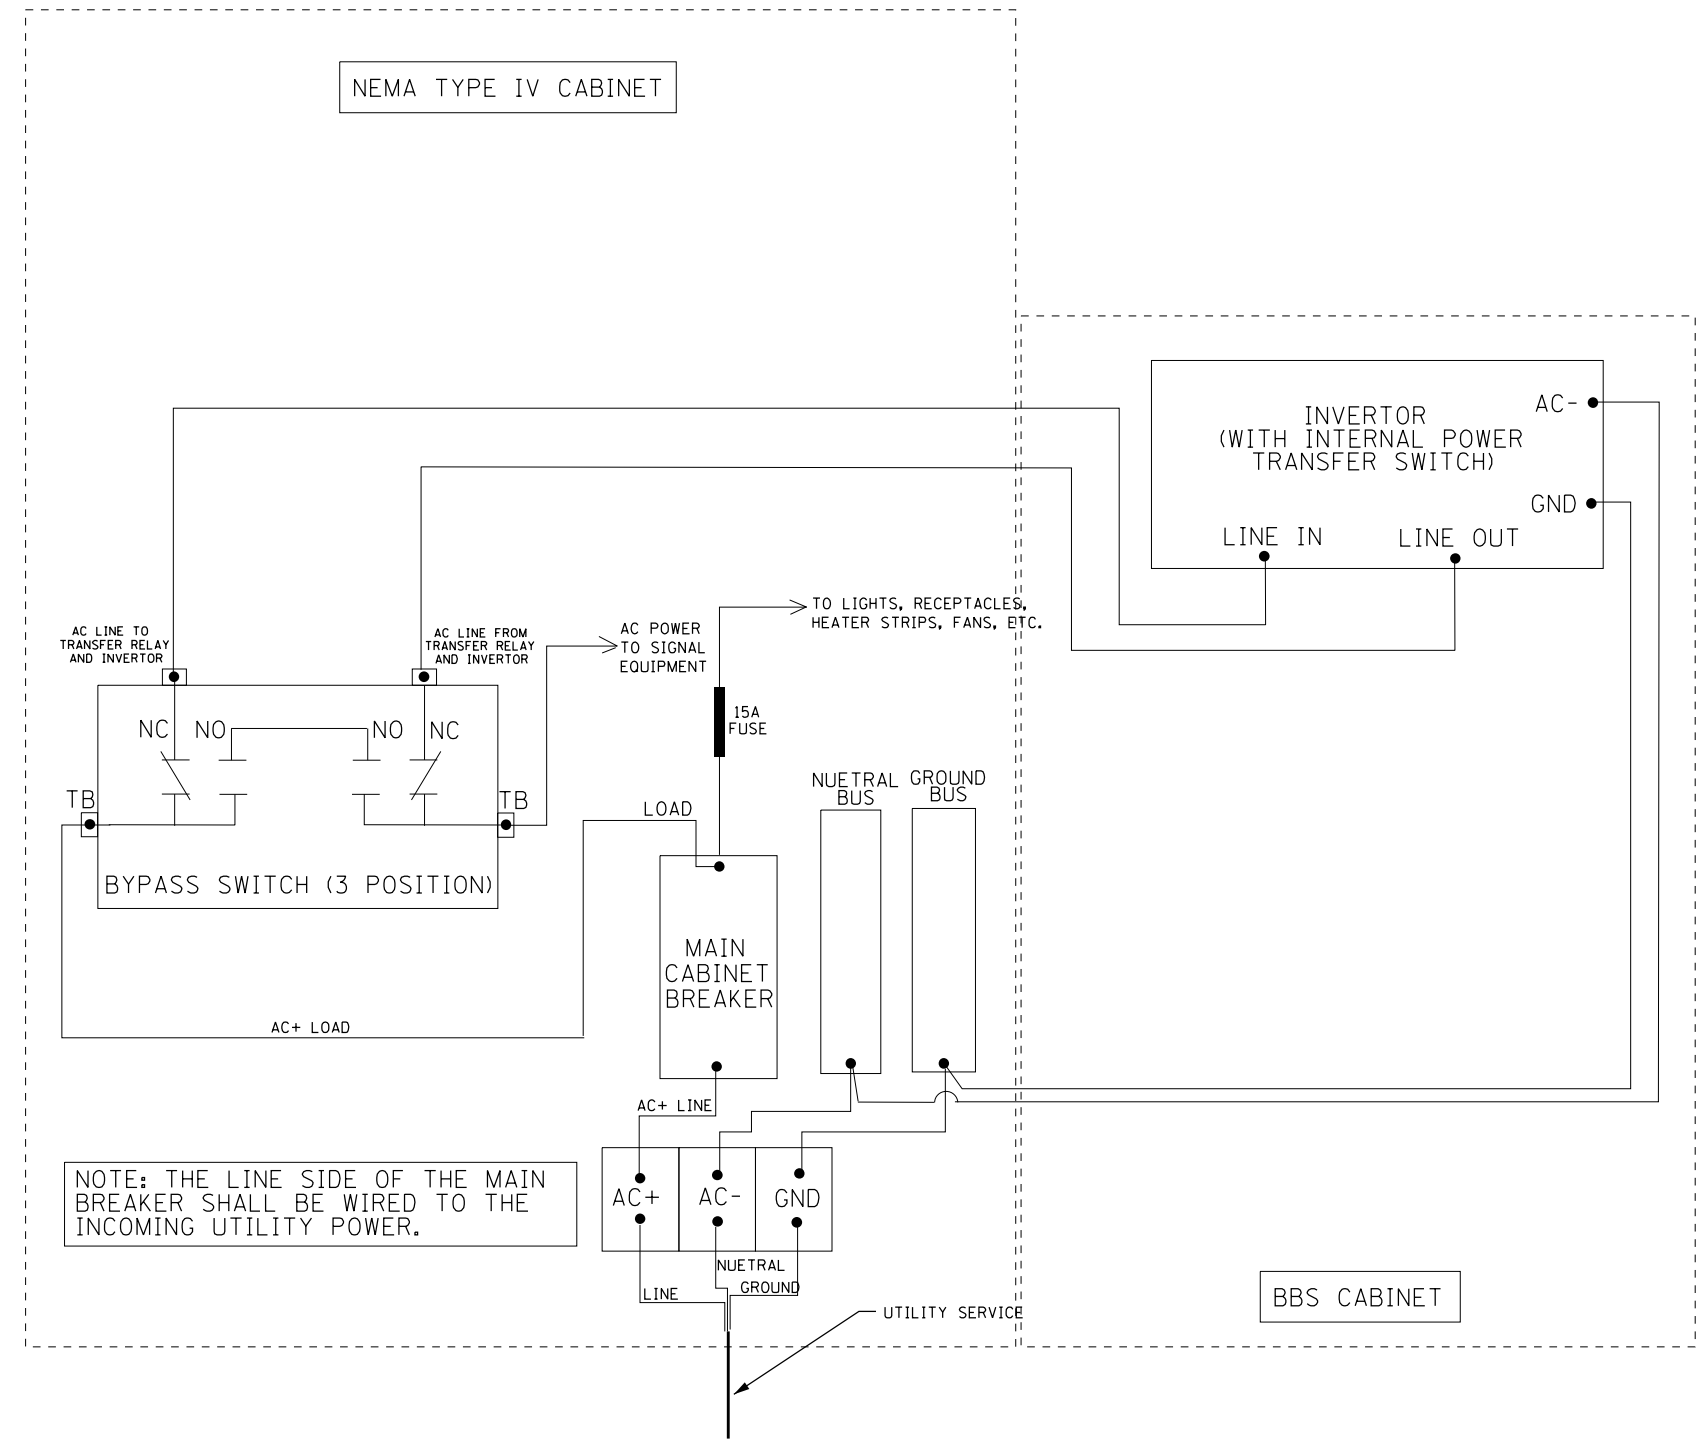 NEMA TYPE IV CABINET
INVERTOR
(WITH INTERNAL POWER
TRANSFER SWITCH)
AC-
GND
LINE IN
LINE OUT
AC LINE TO
TRANSFER RELAY
AND INVERTOR
AC LINE FROM
TRANSFER RELAY
AND INVERTOR
AC POWER
TO SIGNAL
EQUIPMENT
TO LIGHTS, RECEPTACLES,
HEATER STRIPS, FANS, ETC.
15A
FUSE
NC
NO
NO
NC
TB
TB
BYPASS SWITCH (3 POSITION)
LOAD
NUETRAL
BUS
GROUND
BUS
MAIN
CABINET
BREAKER
AC+ LOAD
AC+ LINE
NOTE: THE LINE SIDE OF THE MAIN
BREAKER SHALL BE WIRED TO THE
INCOMING UTILITY POWER.
AC+
AC-
GND
NUETRAL
GROUND
LINE
UTILITY SERVICE
BBS CABINET